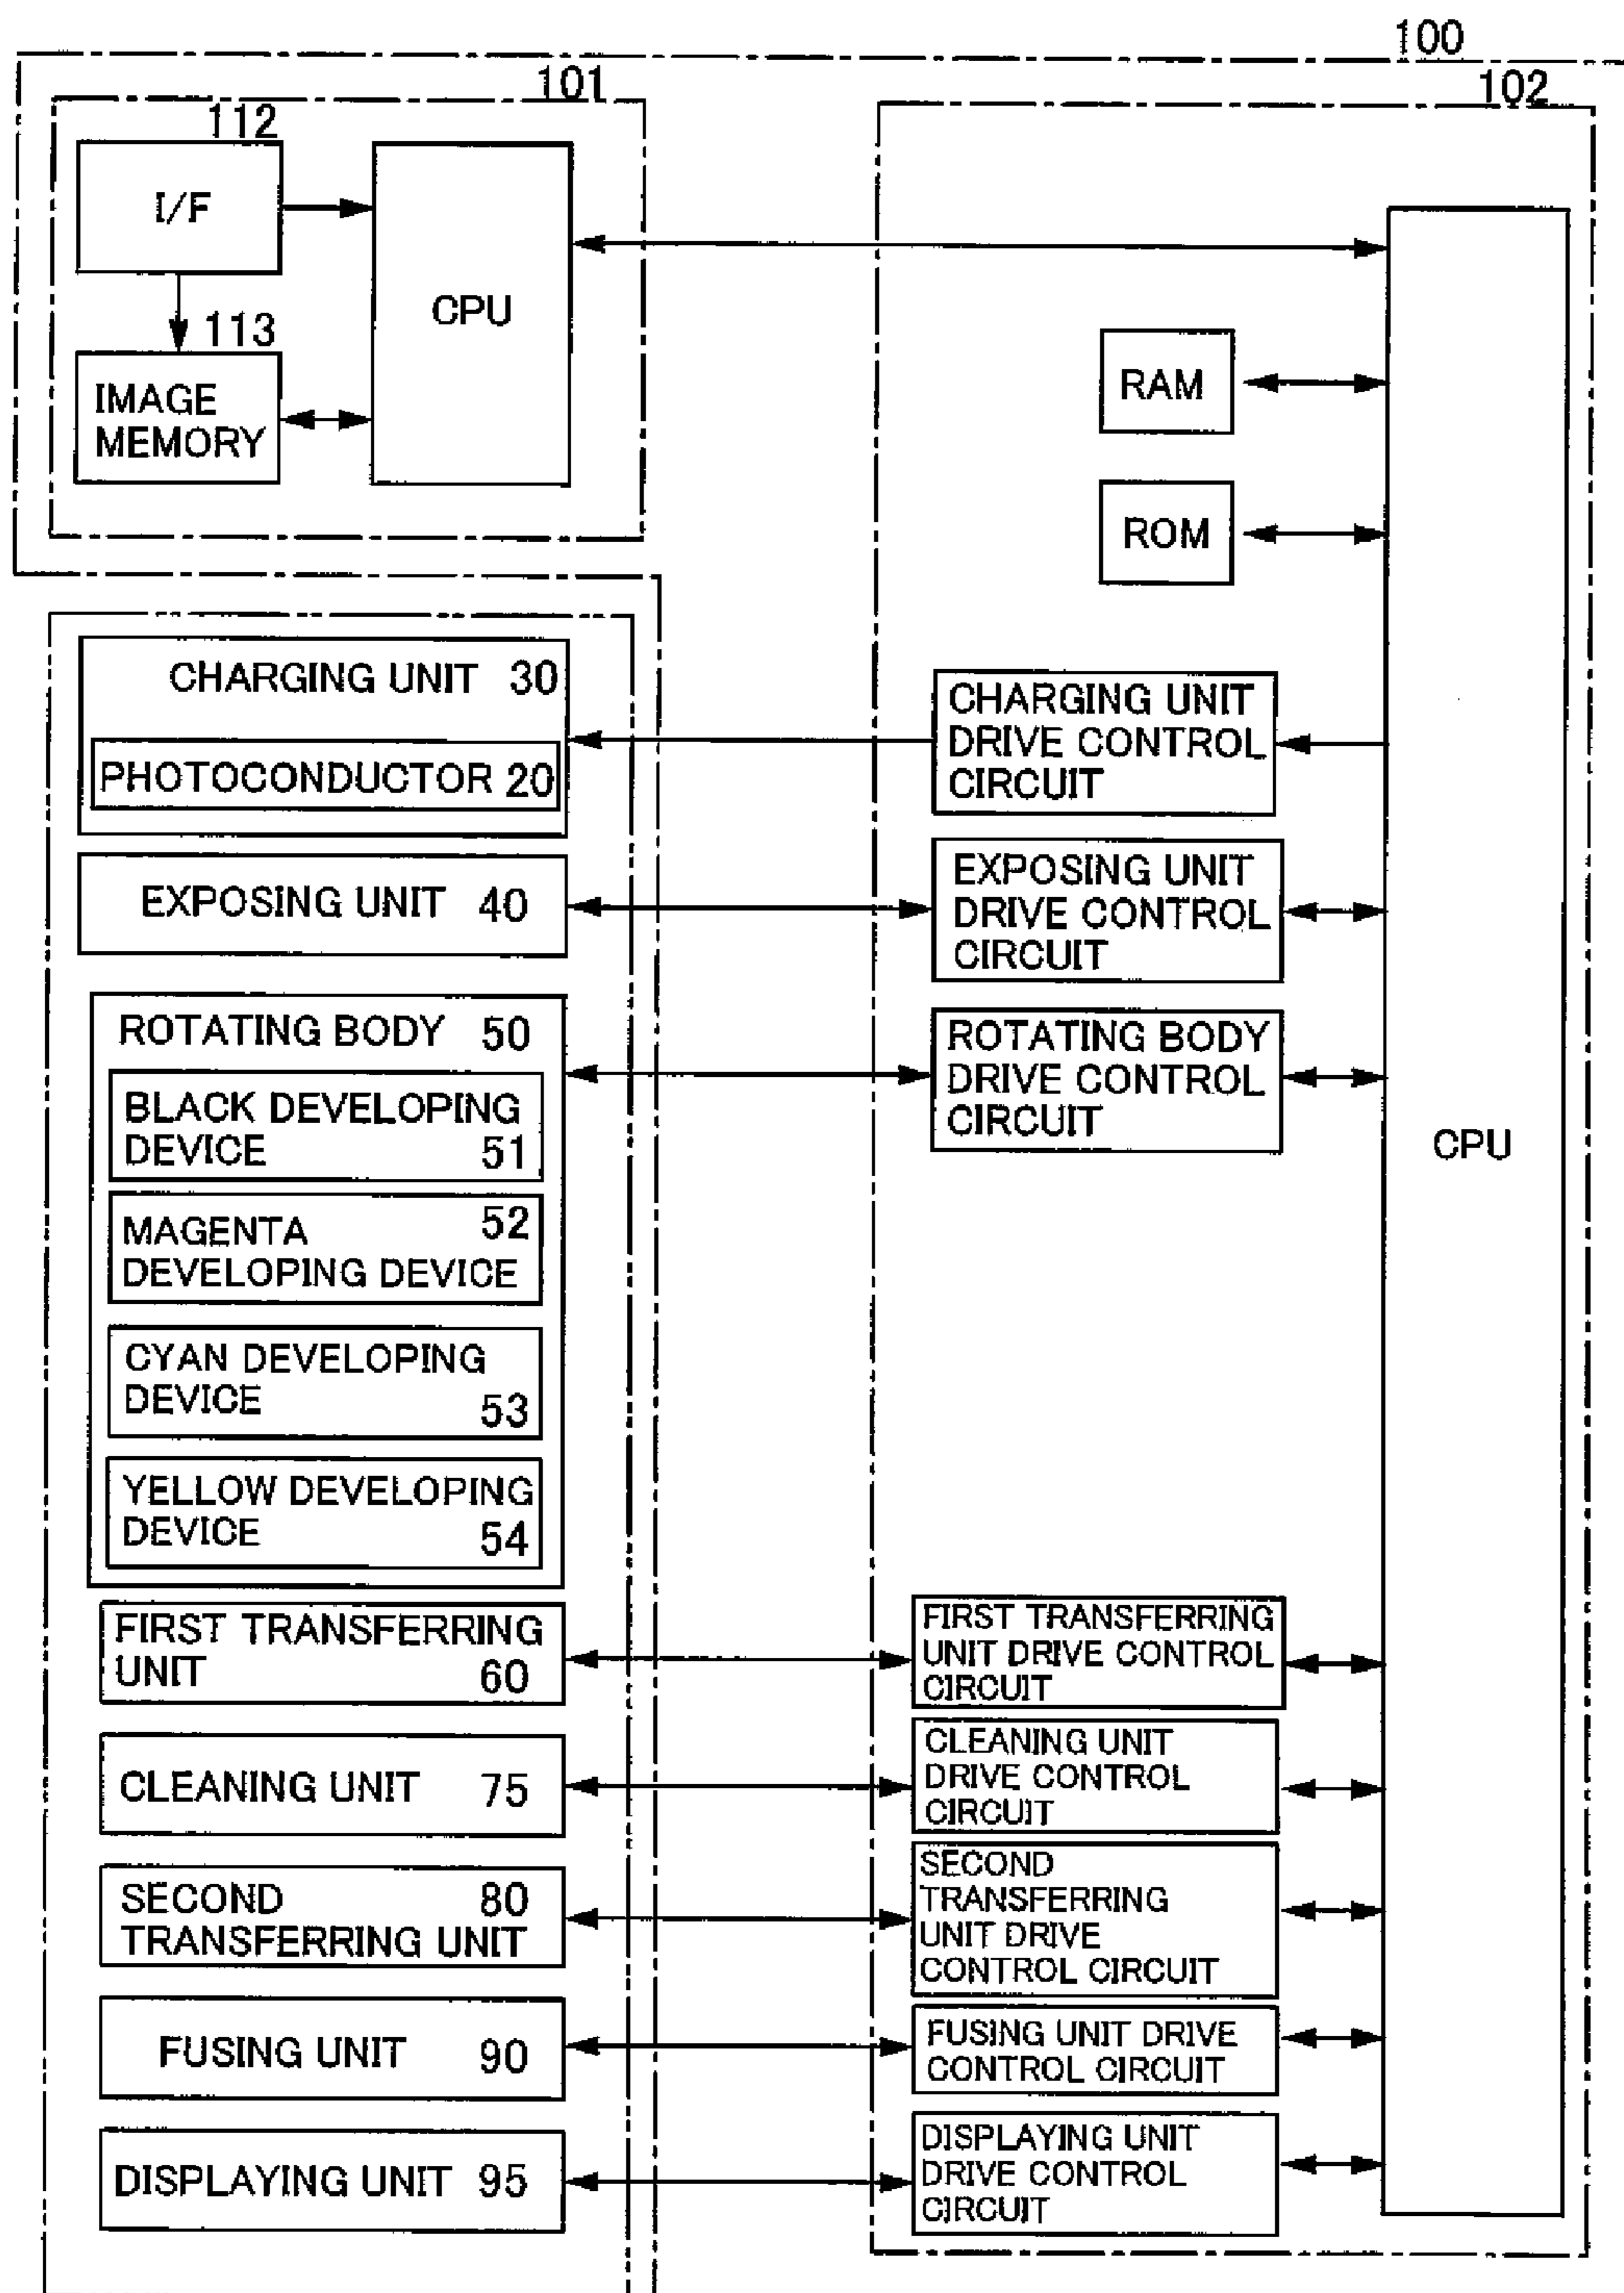 100
101
102
112
I/F
CPU
113
IMAGE
MEMORY
RAM
ROM
CHARGING UNIT 30
PHOTOCONDUCTOR 20
EXPOSING UNIT 40
ROTATING BODY 50
BLACK DEVELOPING
DEVICE 51
MAGENTA 52
DEVELOPING DEVICE
CYAN DEVELOPING
DEVICE 53
YELLOW DEVELOPING
DEVICE 54
FIRST TRANSFERRING
UNIT 60
CLEANING UNIT 75
SECOND 80
TRANSFERRING UNIT
FUSING UNIT 90
DISPLAYING UNIT 95
CHARGING UNIT
DRIVE CONTROL
CIRCUIT
EXPOSING UNIT
DRIVE CONTROL
CIRCUIT
ROTATING BODY
DRIVE CONTROL
CIRCUIT
FIRST TRANSFERRING
UNIT DRIVE CONTROL
CIRCUIT
CLEANING UNIT
DRIVE CONTROL
CIRCUIT
SECOND
TRANSFERRING
UNIT DRIVE
CONTROL CIRCUIT
FUSING UNIT DRIVE
CONTROL CIRCUIT
DISPLAYING UNIT
DRIVE CONTROL
CIRCUIT
CPU